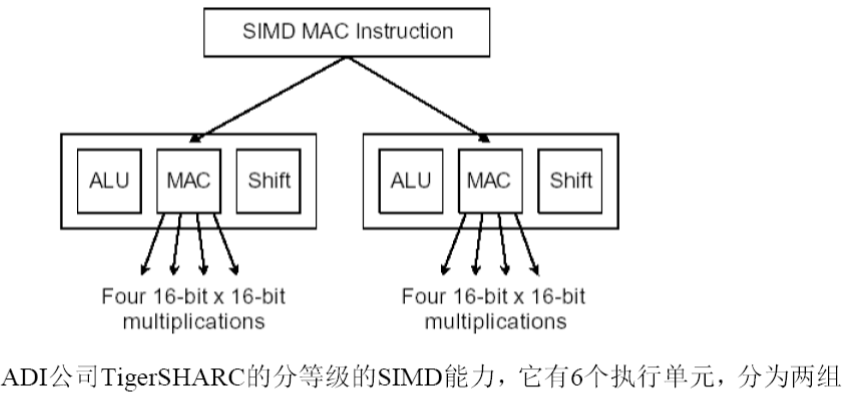 SIMD MAC Instruction
ALU MAC Shift ALU MAC Shift
Four 16-bit x 16-bit
multiplications
Four 16-bit x 16-bit
multiplications
ADI公司TigerSHARC的分等级的SIMD能力，它有6个执行单元，分为两组